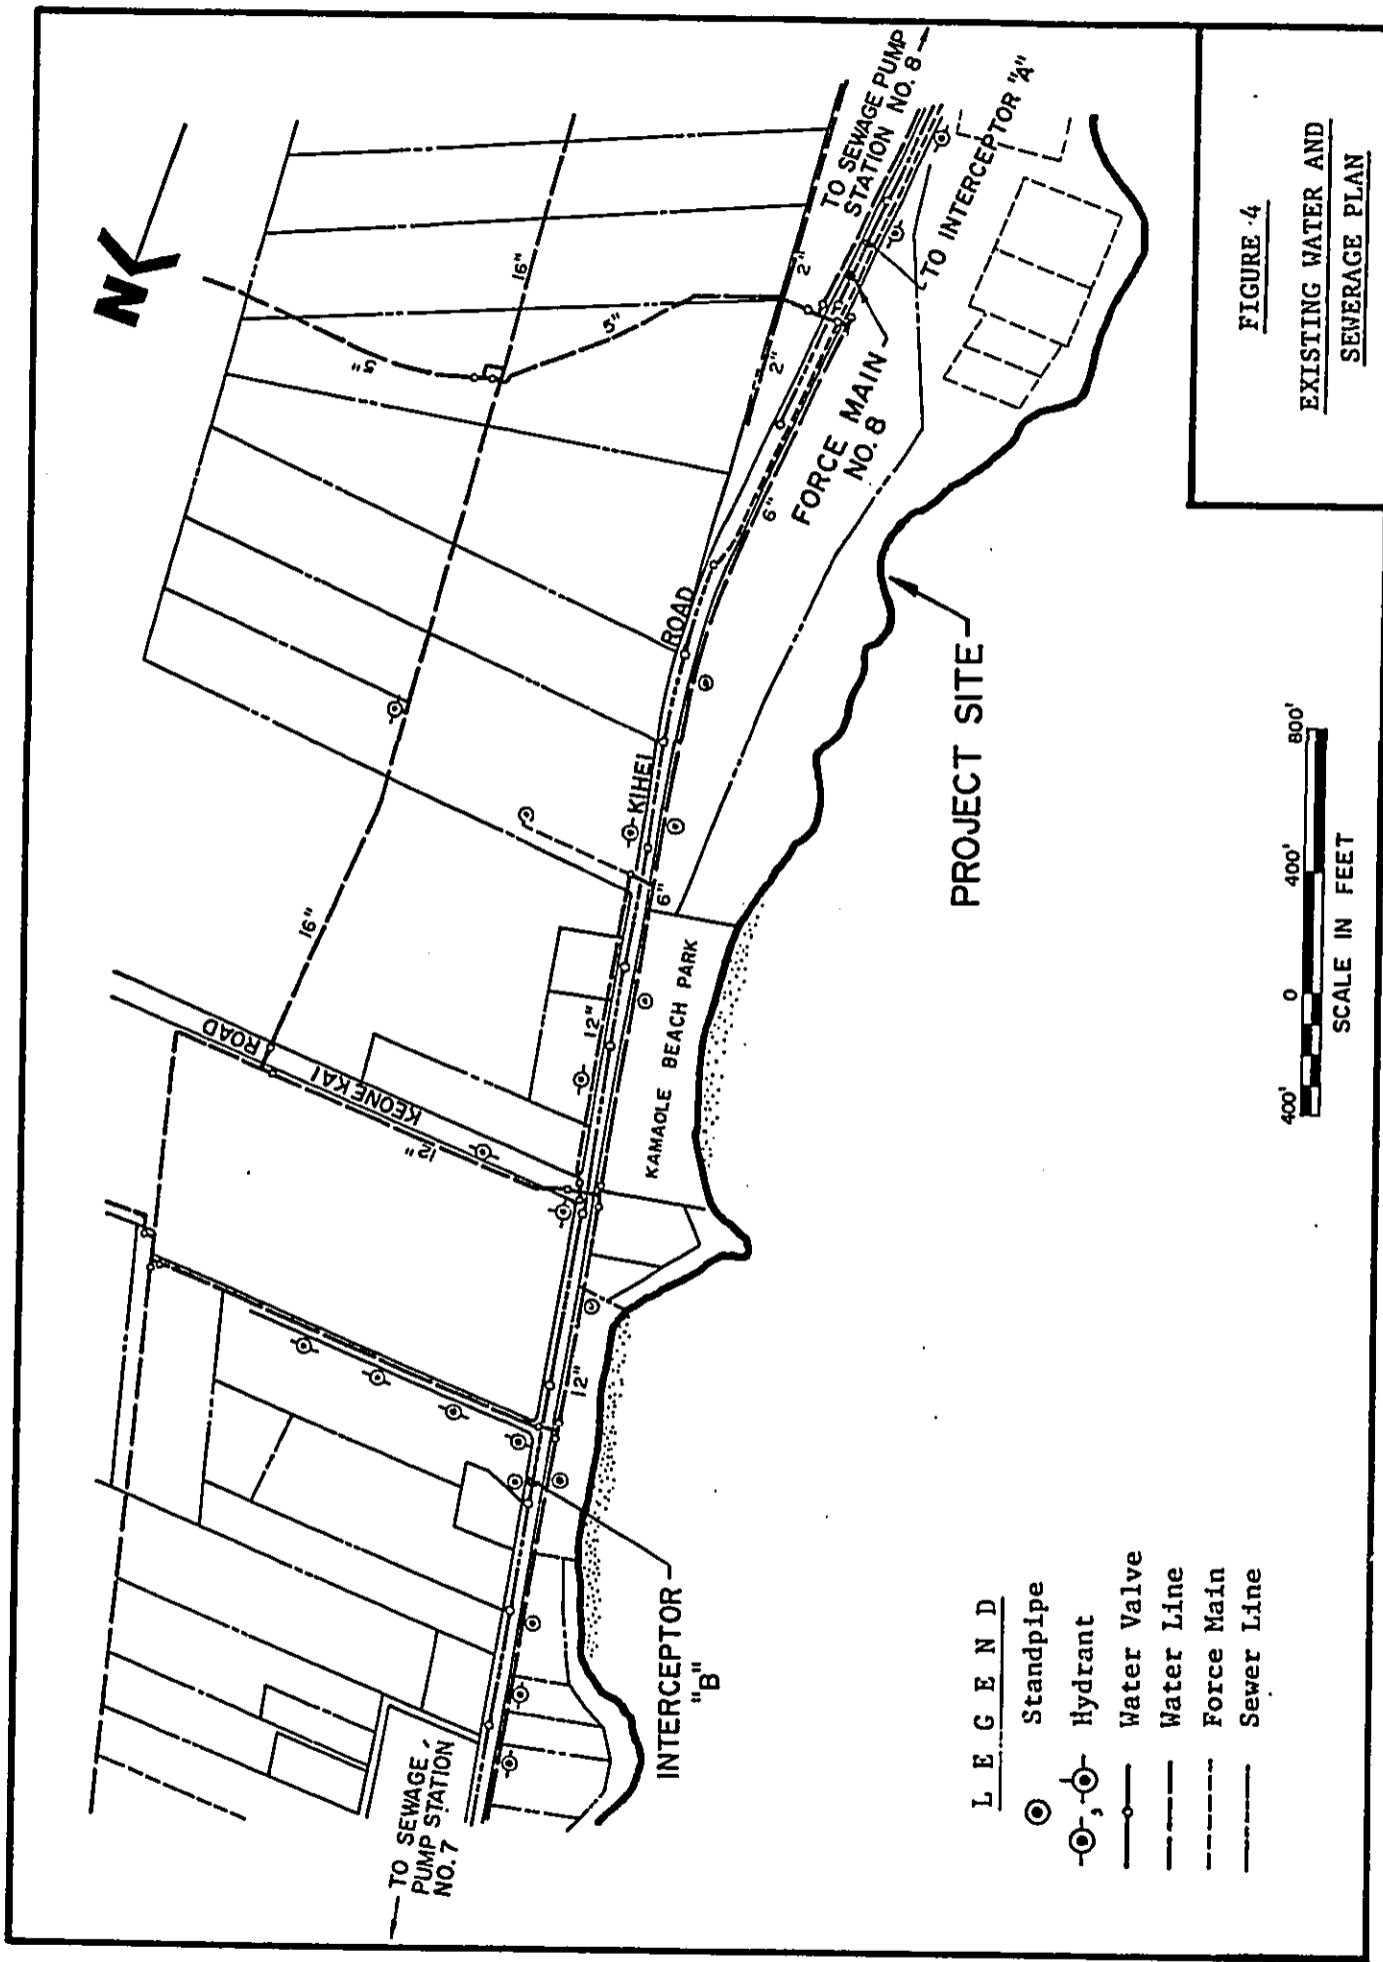 N
TO SEWAGE PUMP
STATION NO. 8
TO INTERCEPTOR "A"
16"
5"
5"
2"
2"
FORCE MAIN
NO. 8
6"
KIHEI ROAD
16"
6"
12"
KEONEKAI ROAD
12"
KAMAOLE BEACH PARK
12"
PROJECT SITE
INTERCEPTOR
"B"
TO SEWAGE
PUMP STATION
NO. 7
LEGEND
Standpipe
, Hydrant
Water Valve
Water Line
Force Main
Sewer Line
400' 0 400' 800'
SCALE IN FEET
FIGURE 4
EXISTING WATER AND
SEWERAGE PLAN